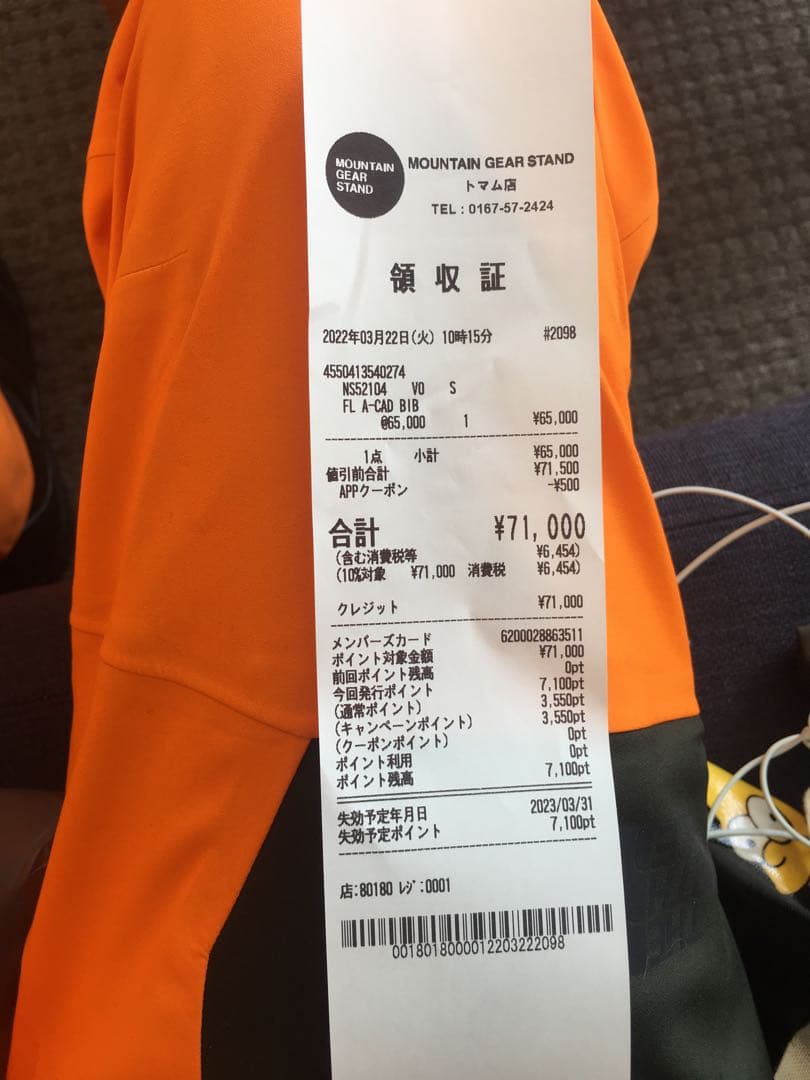 MOUNTAIN
GEAR
STAND
MOUNTAIN GEAR STAND
トマム店
TEL : 0167-57-2424
領 収 証
2022年03月22日(火) 10時15分 #2098
4550413540274
NS52104 VO S
FL A-CAD BIB
@65,000 1 ¥65,000
1点 小計 ¥65,000
値引前合計 ¥71,500
APPクーポン -¥500
合計 ¥71,000
(含む消費税等 ¥6,454)
(10%対象 ¥71,000 消費税 ¥6,454)
クレジット ¥71,000
メンバーズカード 6200028863511
ポイント対象金額 ¥71,000
前回ポイント残高 0pt
今回発行ポイント 7,100pt
(通常ポイント) 3,550pt
(キャンペーンポイント) 3,550pt
(クーポンポイント) 0pt
ポイント利用 0pt
ポイント残高 7,100pt
失効予定年月日 2023/03/31
失効予定ポイント 7,100pt
店:80180 レジ:0001
0018018000012203222098